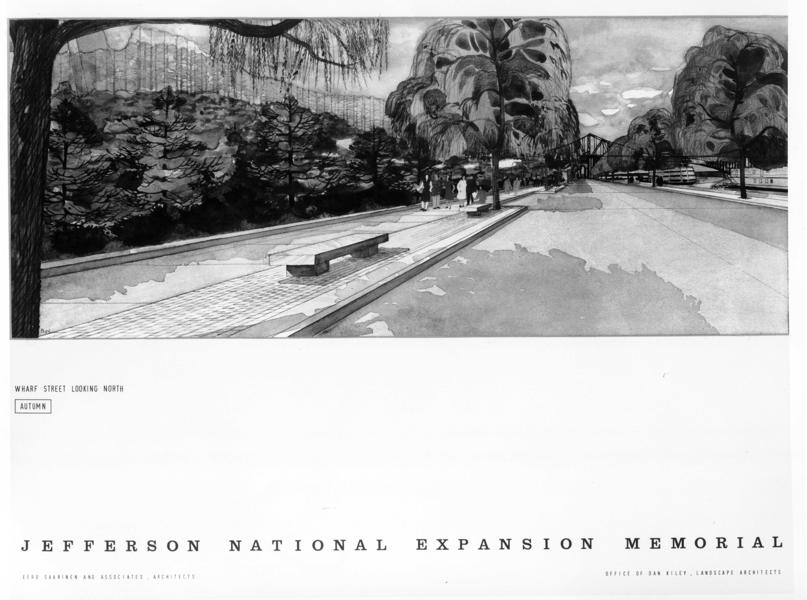 WHARF STREET LOOKING NORTH
AUTUMN
JEFFERSON NATIONAL EXPANSION MEMORIAL
EERO SAARINEN AND ASSOCIATES, ARCHITECTS
OFFICE OF DAN KILEY, LANDSCAPE ARCHITECTS